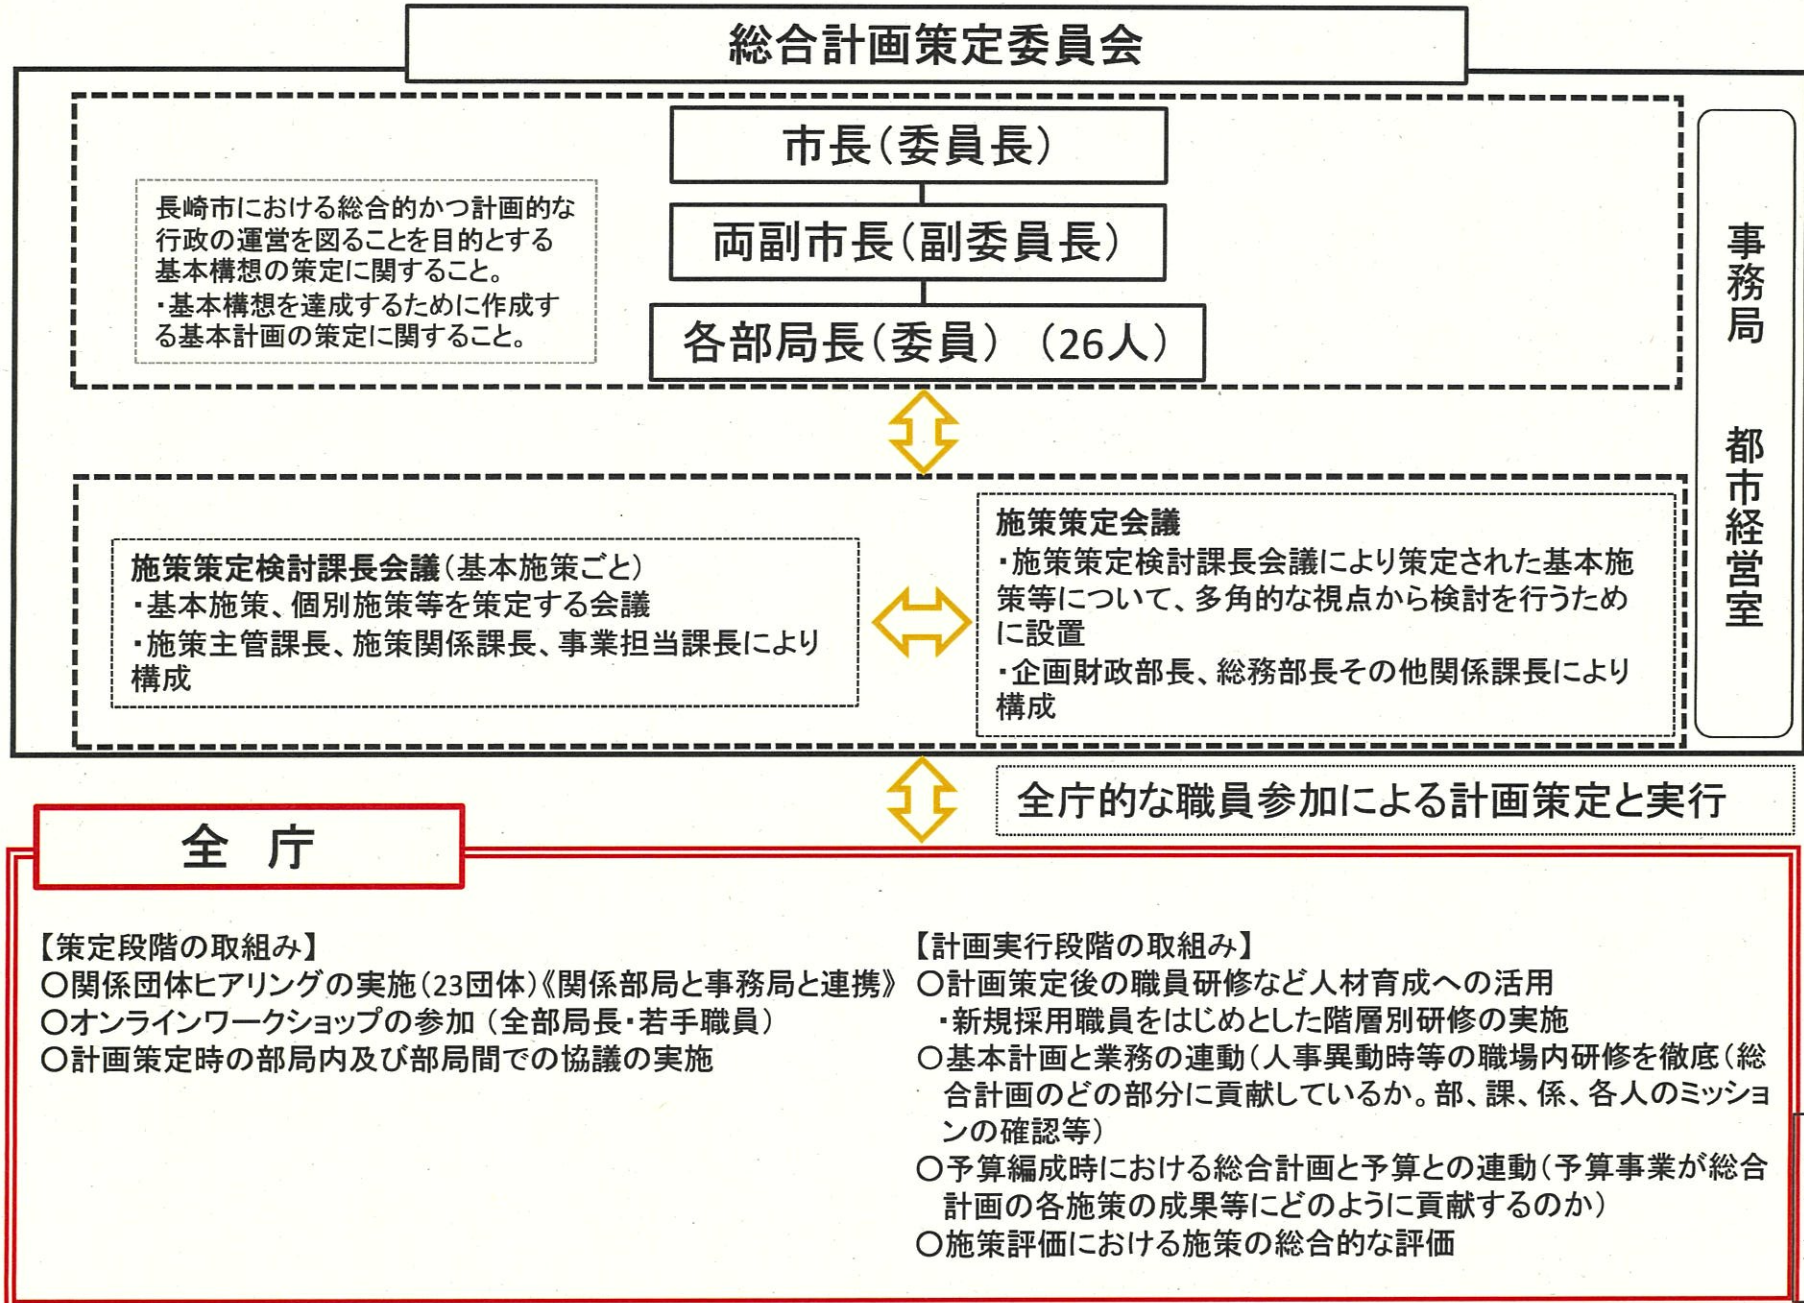 総合計画策定委員会
市長(委員長)
両副市長(副委員長)
各部局長(委員) (26人)
長崎市における総合的かつ計画的な
行政の運営を図ることを目的とする
基本構想の策定に関すること。
・基本構想を達成するために作成す
る基本計画の策定に関すること。
事務局 都市経営室
施策策定検討課長会議(基本施策ごと)
・基本施策、個別施策等を策定する会議
・施策主管課長、施策関係課長、事業担当課長により
構成
施策策定会議
・施策策定検討課長会議により策定された基本施
策等について、多角的な視点から検討を行うため
に設置
・企画財政部長、総務部長その他関係課長により
構成
全庁的な職員参加による計画策定と実行
全 庁
【策定段階の取組み】
○関係団体ヒアリングの実施(23団体)《関係部局と事務局と連携》
○オンラインワークショップの参加 (全部局長・若手職員)
○計画策定時の部局内及び部局間での協議の実施
【計画実行段階の取組み】
○計画策定後の職員研修など人材育成への活用
・新規採用職員をはじめとした階層別研修の実施
○基本計画と業務の連動(人事異動時等の職場内研修を徹底(総
合計画のどの部分に貢献しているか。部、課、係、各人のミッショ
ンの確認等)
○予算編成時における総合計画と予算との連動(予算事業が総合
計画の各施策の成果等にどのように貢献するのか)
○施策評価における施策の総合的な評価